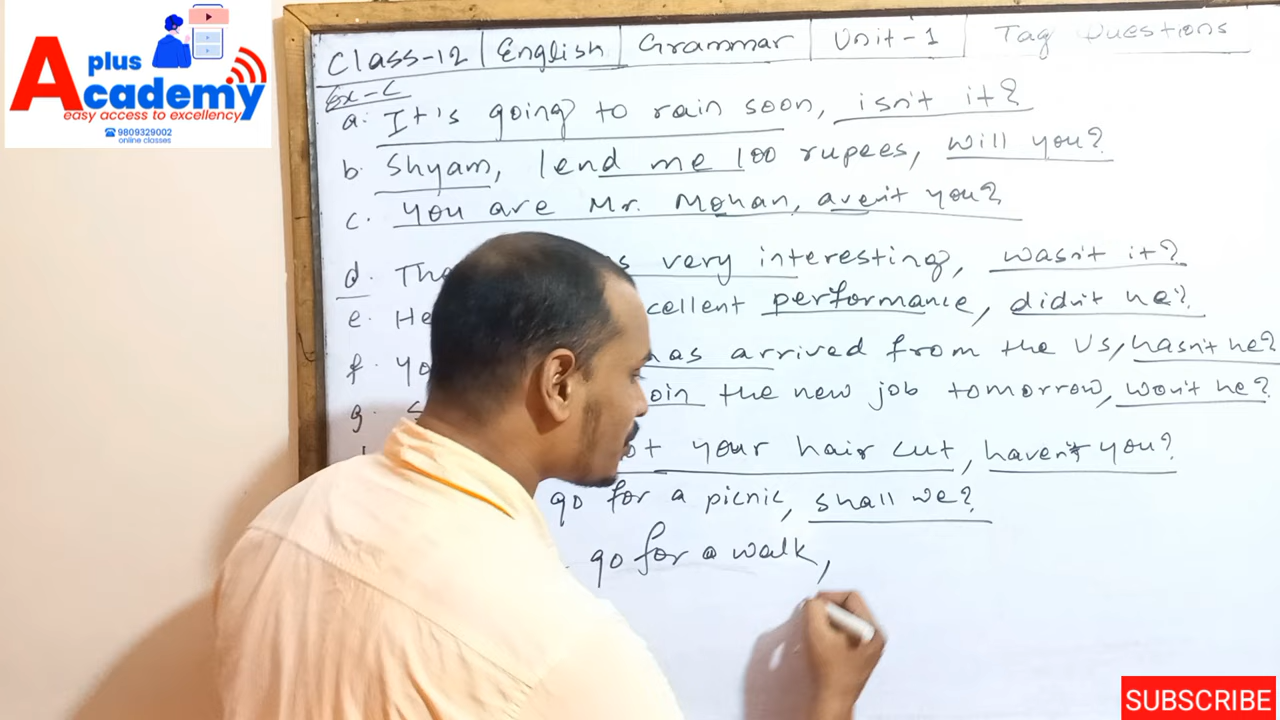 A plus Academy
easy access to excellency
9809329002
online classes
Class-12 | English | Grammar | Unit-1 | Tag Questions
Ex-C
a. It's going to rain soon, isn't it?
b. Shyam, lend me 100 rupees, will you?
c. You are Mr. Mohan, aren't you?
d. very interesting, wasn't it?
e. He performance, didn't he?
f. has arrived from the US, hasn't he?
g. the new job tomorrow, won't he?
your hair cut, haven't you?
go for a picnic, shall we?
go for a walk,
SUBSCRIBE